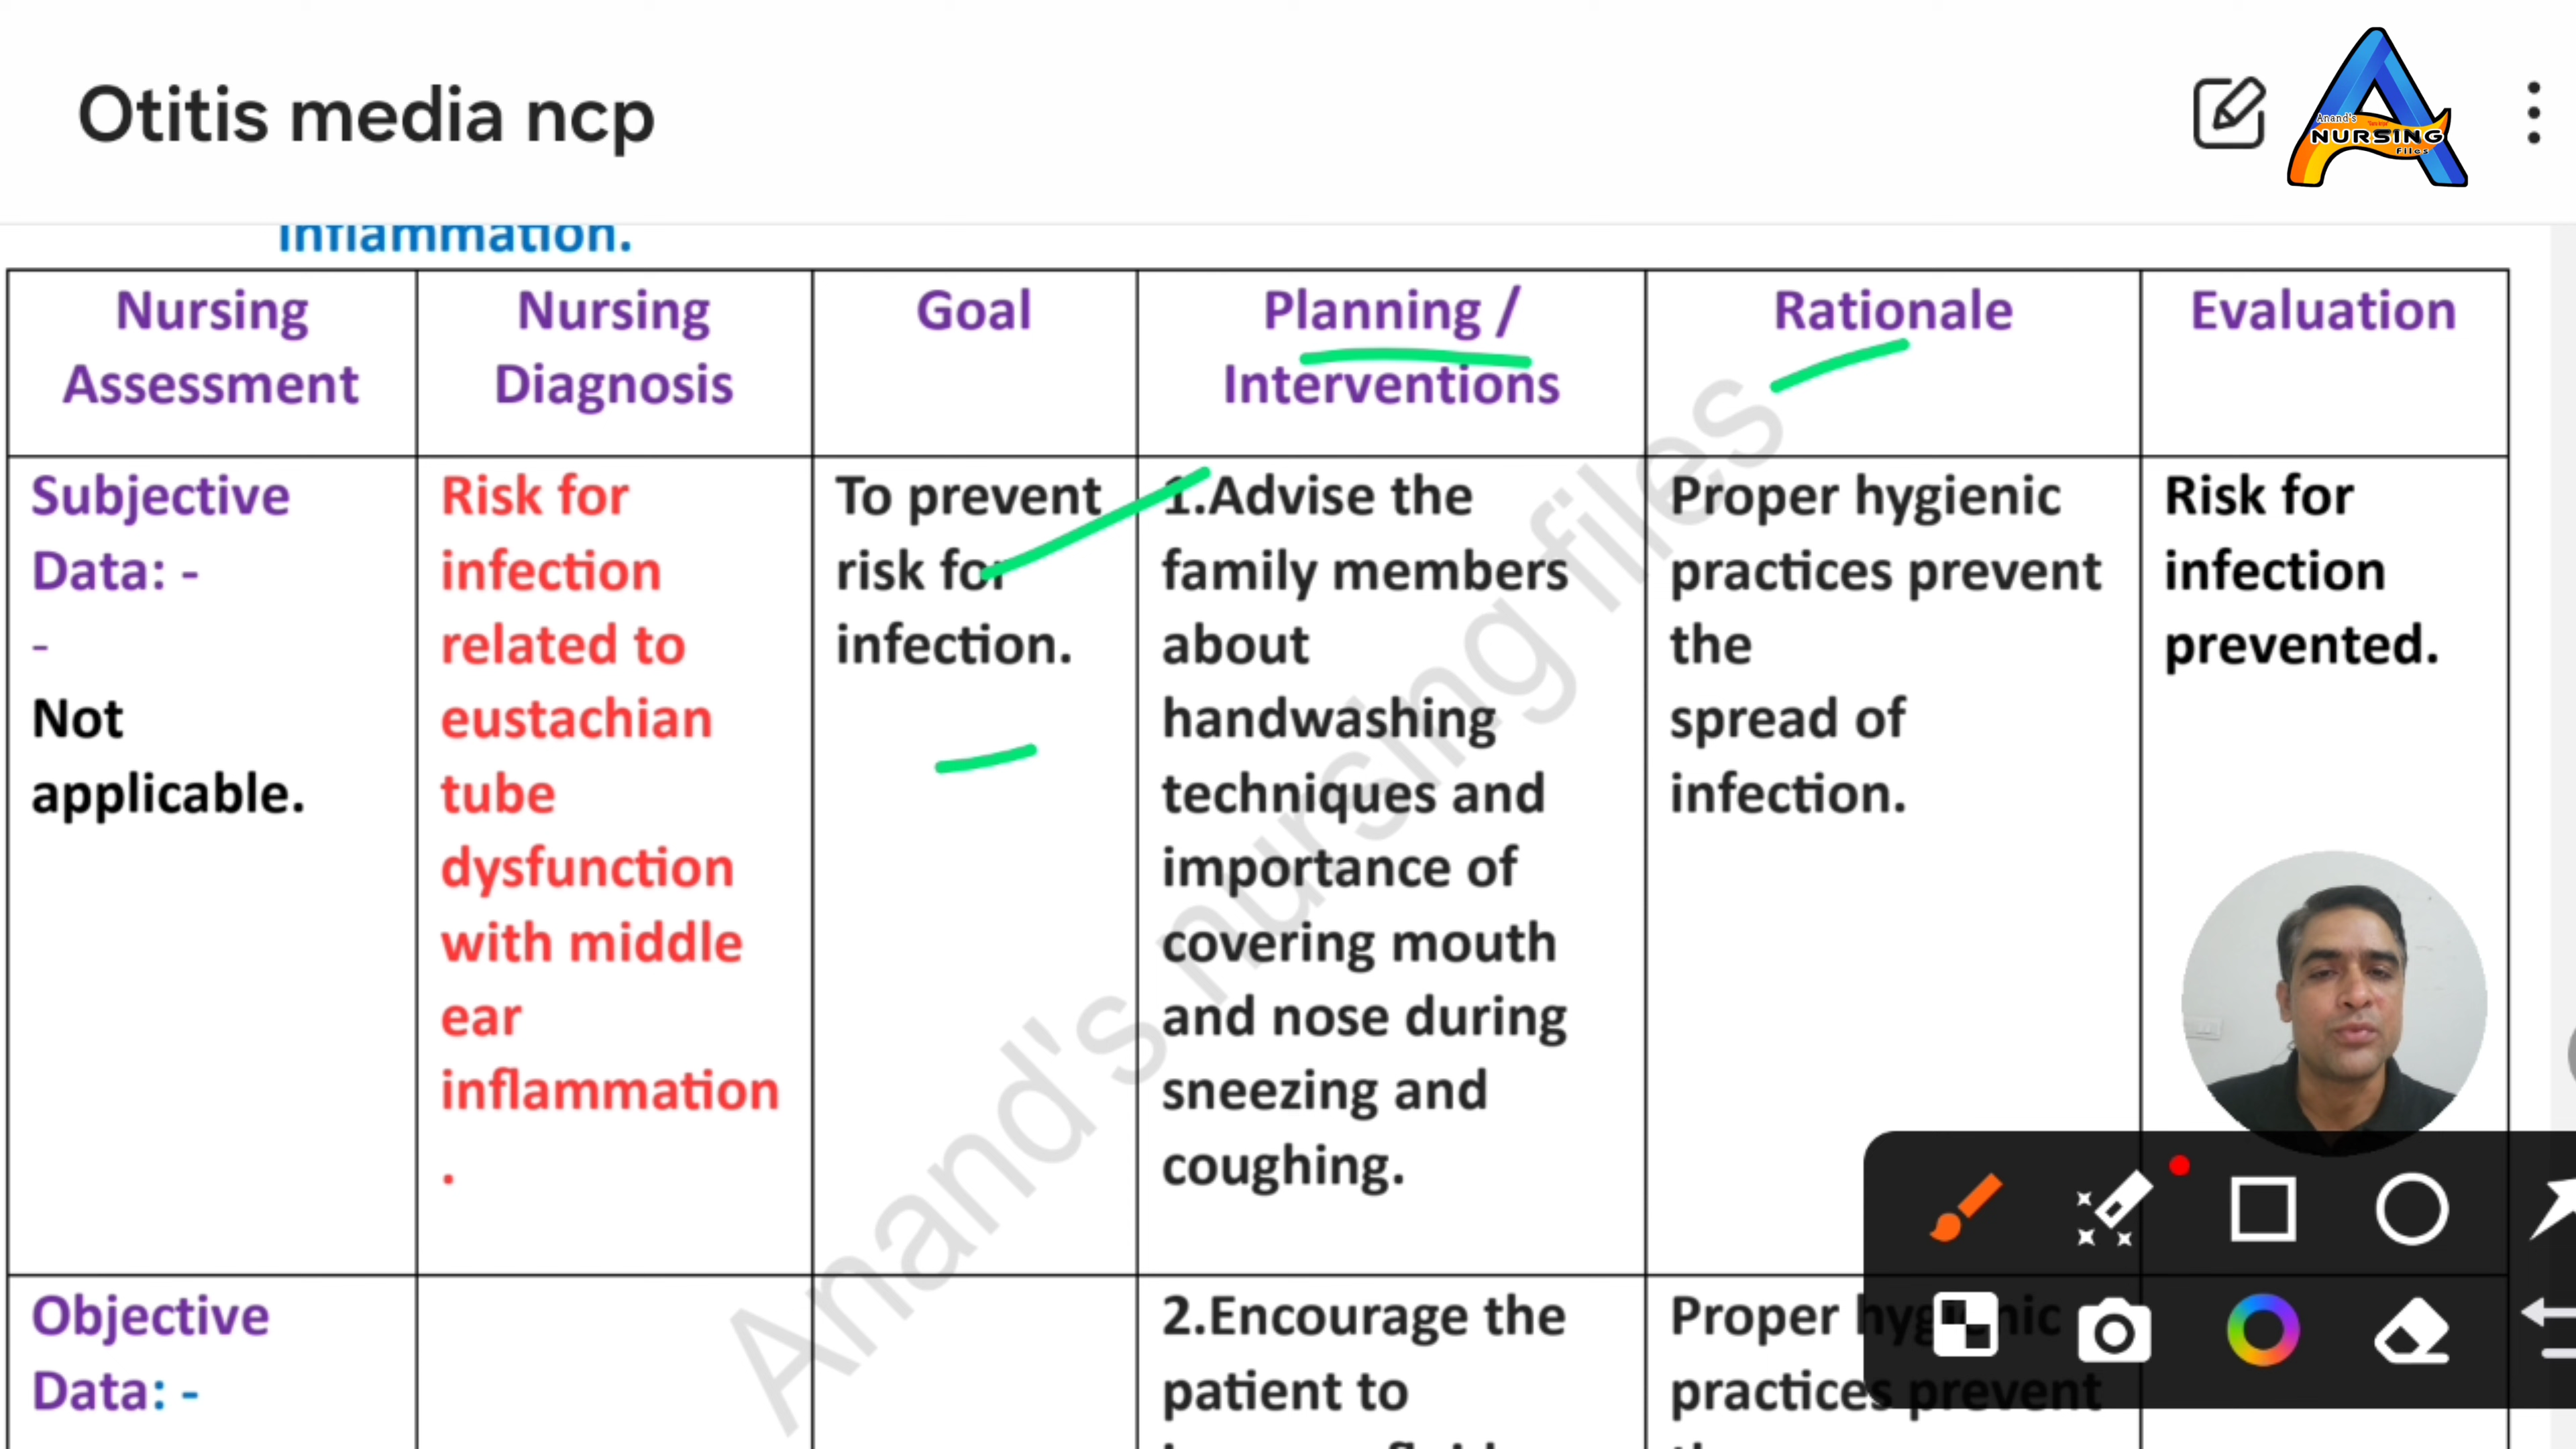 Otitis media ncp
Anand's
NURSING
Files
inflammation.
Nursing
Assessment
Nursing
Diagnosis
Goal
Planning /
Interventions
Rationale
Evaluation
Subjective
Data: -
-
Not
applicable.
Risk for
infection
related to
eustachian
tube
dysfunction
with middle
ear
inflammation
.
To prevent
risk for
infection.
1.Advise the
family members
about
handwashing
techniques and
importance of
covering mouth
and nose during
sneezing and
coughing.
Proper hygienic
practices prevent
the
spread of
infection.
Risk for
infection
prevented.
Objective
Data: -
2.Encourage the
patient to
Proper hygienic
practices prevent
Anand's nursing files